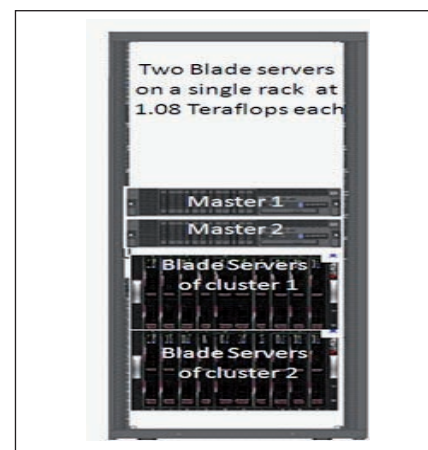 Two Blade servers
on a single rack at
1.08 Teraflops each
Master 1
Master 2
Blade Servers
of cluster 1
Blade Servers
of cluster 2